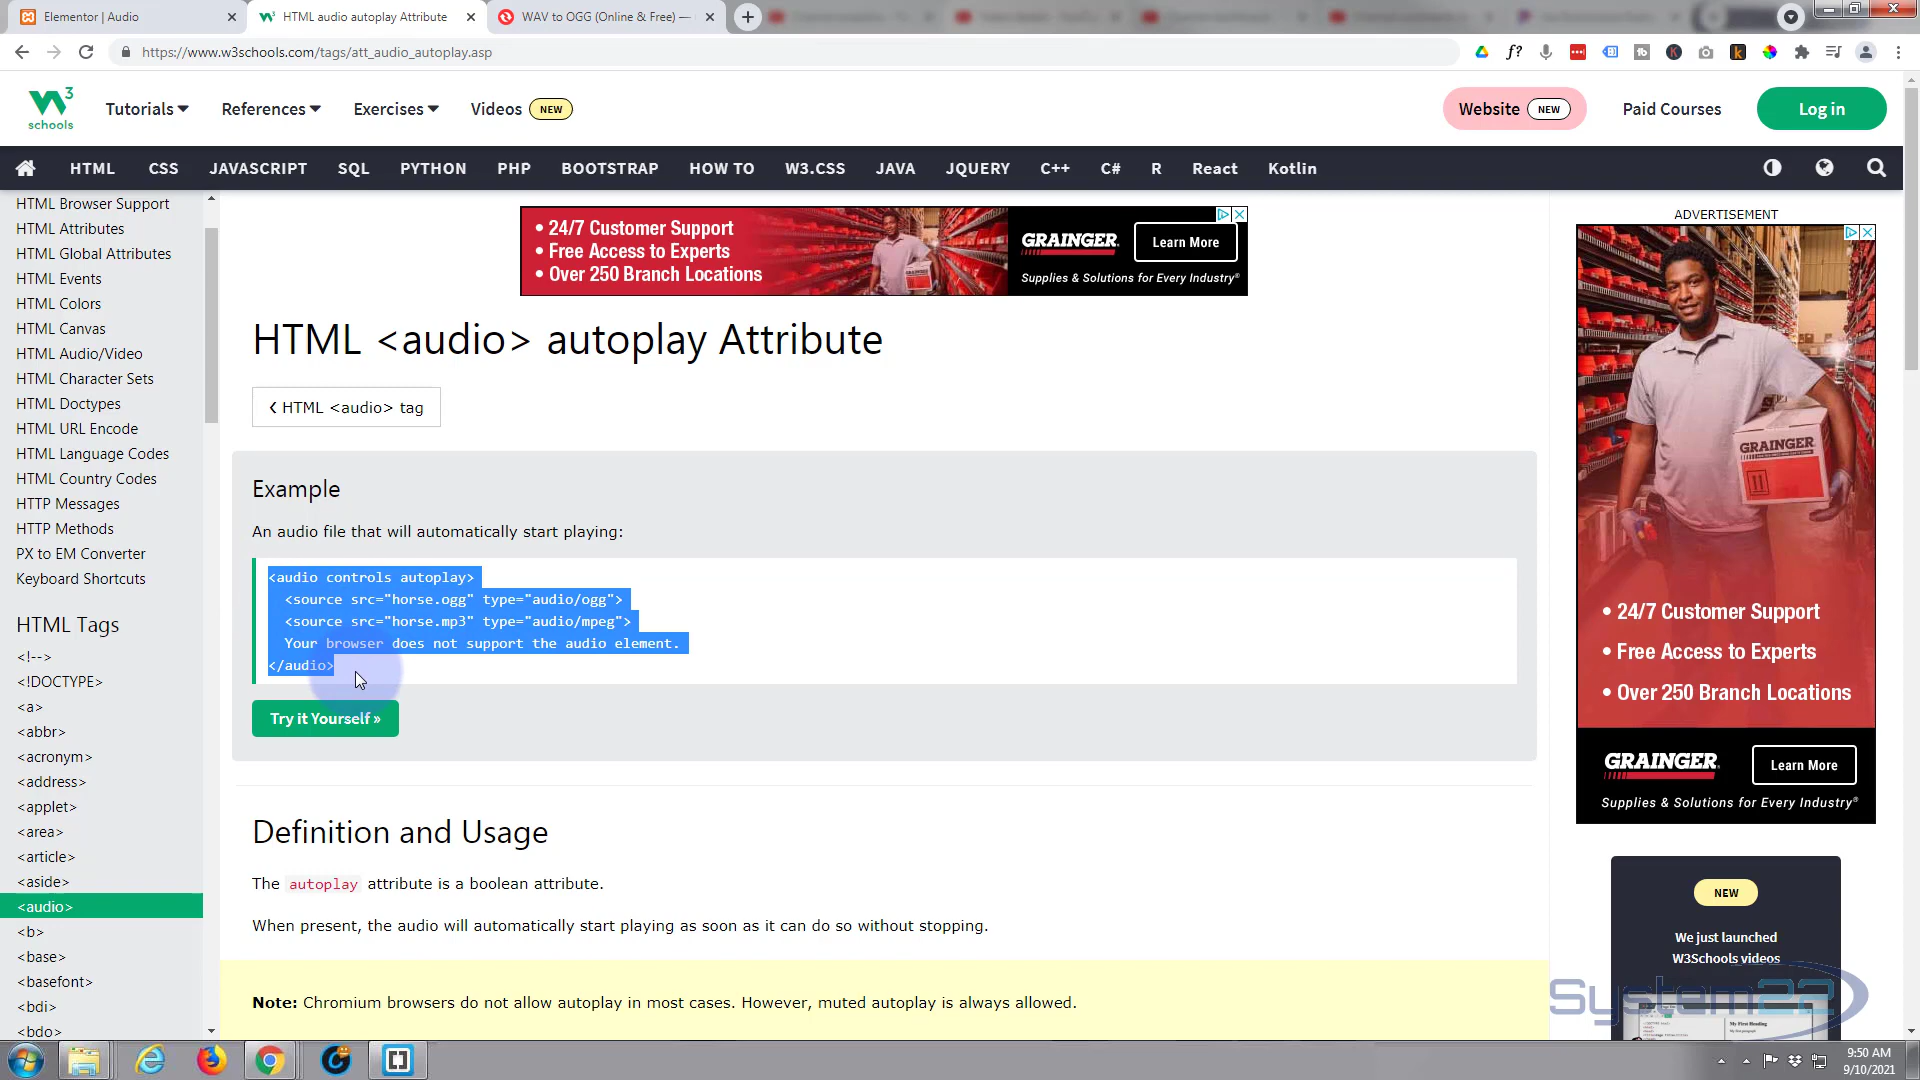 Elementor | Audio
HTML audio autoplay Attribute
WAV to OGG (Online & Free) —
https://www.w3schools.com/tags/att_audio_autoplay.asp
schools
Tutorials
References
Exercises
Videos NEW
Website NEW
Paid Courses
Log in
HTML CSS JAVASCRIPT SQL PYTHON PHP BOOTSTRAP HOW TO W3.CSS JAVA JQUERY C++ C# R React Kotlin
HTML Browser Support
HTML Attributes
HTML Global Attributes
HTML Events
HTML Colors
HTML Canvas
HTML Audio/Video
HTML Character Sets
HTML Doctypes
HTML URL Encode
HTML Language Codes
HTML Country Codes
HTTP Messages
HTTP Methods
PX to EM Converter
Keyboard Shortcuts
HTML Tags
<!-->
<!DOCTYPE>
<a>
<abbr>
<acronym>
<address>
<applet>
<area>
<article>
<aside>
<audio>
<b>
<base>
<basefont>
<bdi>
<bdo>
• 24/7 Customer Support
• Free Access to Experts
• Over 250 Branch Locations
GRAINGER
Learn More
Supplies & Solutions for Every Industry®
HTML <audio> autoplay Attribute
❮ HTML <audio> tag
Example
An audio file that will automatically start playing:
<audio controls autoplay>
<source src="horse.ogg" type="audio/ogg">
<source src="horse.mp3" type="audio/mpeg">
Your browser does not support the audio element.
</audio>
Try it Yourself »
Definition and Usage
The autoplay attribute is a boolean attribute.
When present, the audio will automatically start playing as soon as it can do so without stopping.
Note: Chromium browsers do not allow autoplay in most cases. However, muted autoplay is always allowed.
ADVERTISEMENT
GRAINGER
• 24/7 Customer Support
• Free Access to Experts
• Over 250 Branch Locations
GRAINGER
Learn More
Supplies & Solutions for Every Industry®
NEW
We just launched
W3Schools videos
System22
My First Heading
9:50 AM
9/10/2021